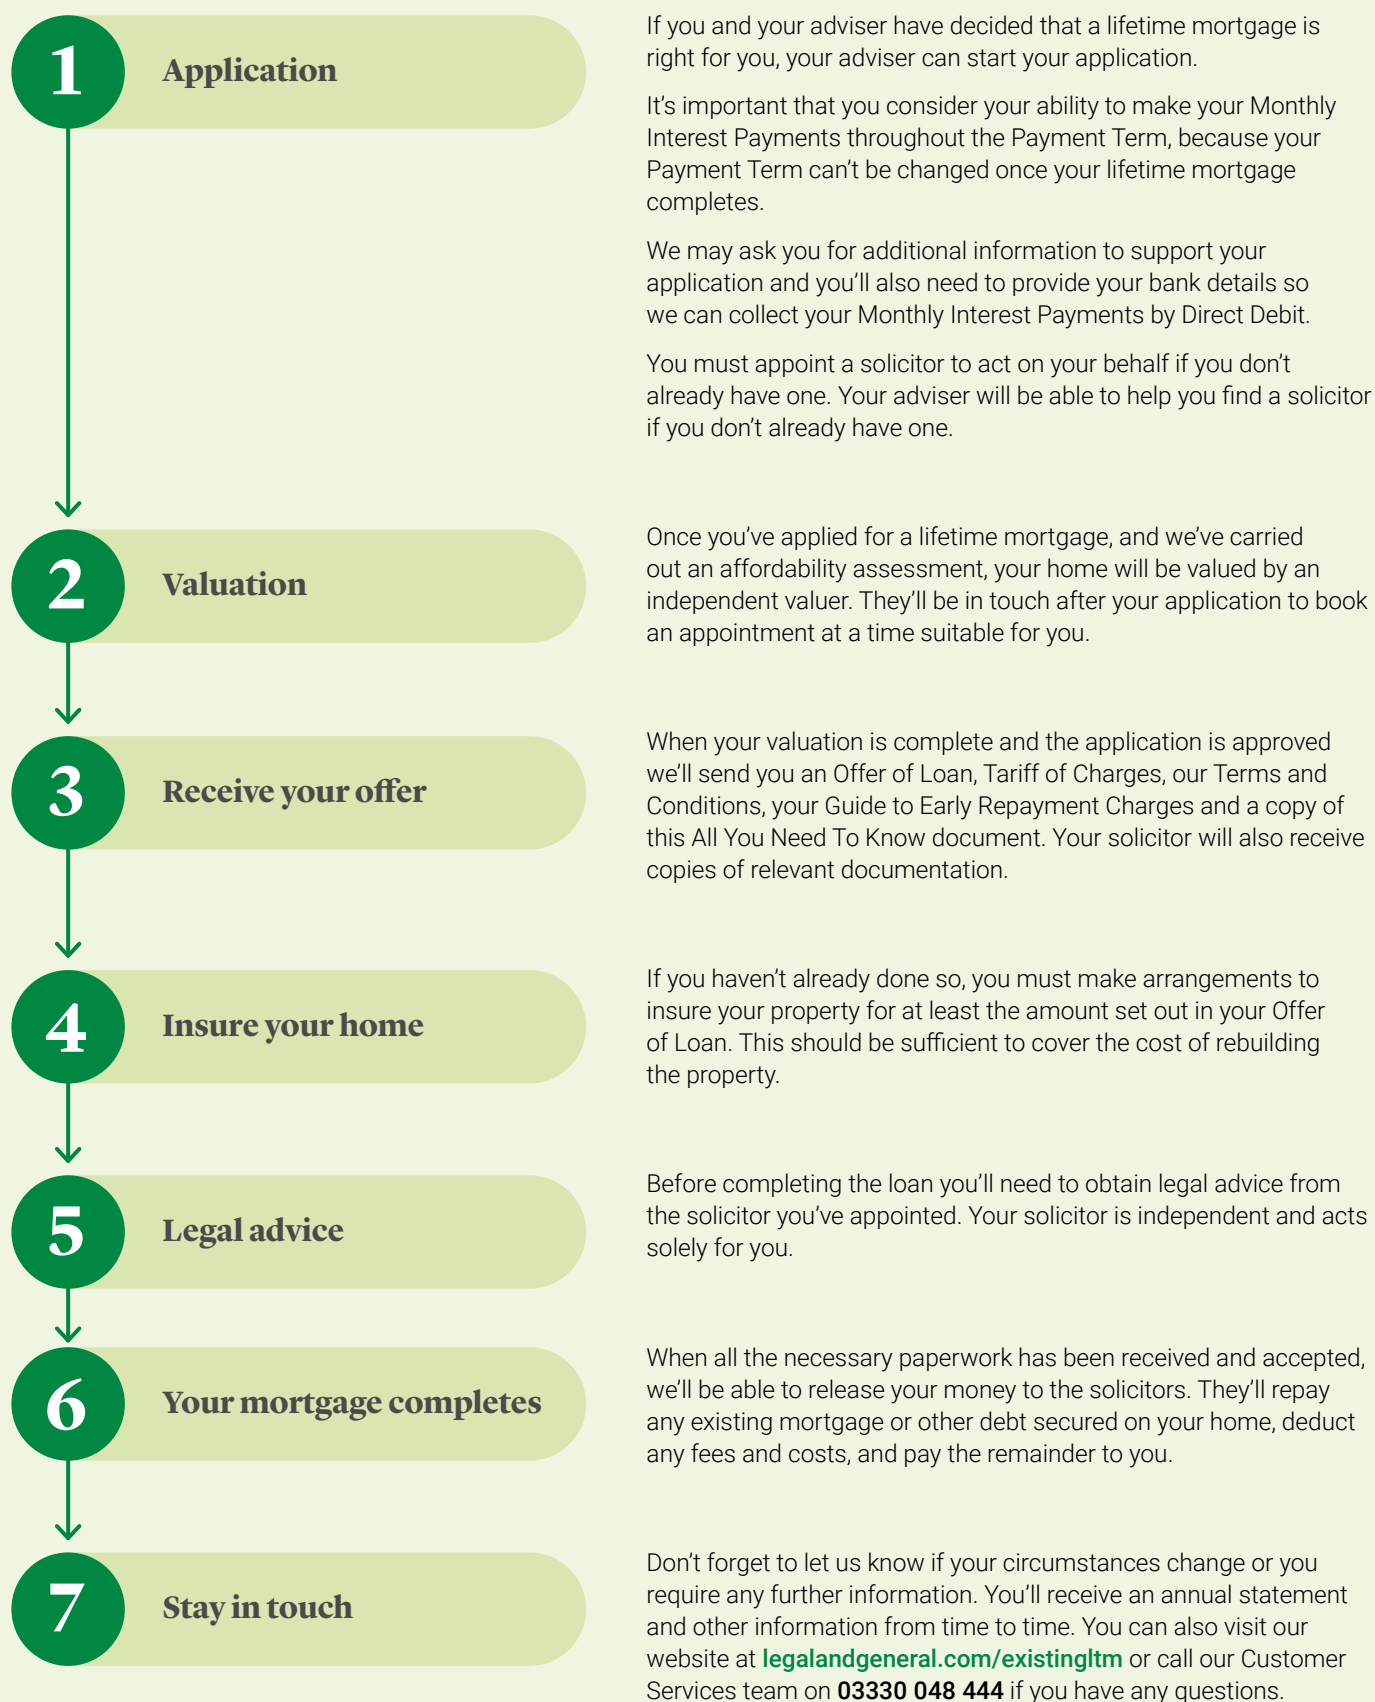 1
Application
If you and your adviser have decided that a lifetime mortgage is
right for you, your adviser can start your application.
It's important that you consider your ability to make your Monthly
Interest Payments throughout the Payment Term, because your
Payment Term can't be changed once your lifetime mortgage
completes.
We may ask you for additional information to support your
application and you'll also need to provide your bank details so
we can collect your Monthly Interest Payments by Direct Debit.
You must appoint a solicitor to act on your behalf if you don't
already have one. Your adviser will be able to help you find a solicitor
if you don't already have one.
2
Valuation
Once you've applied for a lifetime mortgage, and we've carried
out an affordability assessment, your home will be valued by an
independent valuer. They'll be in touch after your application to book
an appointment at a time suitable for you.
3
Receive your offer
When your valuation is complete and the application is approved
we'll send you an Offer of Loan, Tariff of Charges, our Terms and
Conditions, your Guide to Early Repayment Charges and a copy of
this All You Need To Know document. Your solicitor will also receive
copies of relevant documentation.
4
Insure your home
If you haven't already done so, you must make arrangements to
insure your property for at least the amount set out in your Offer
of Loan. This should be sufficient to cover the cost of rebuilding
the property.
5
Legal advice
Before completing the loan you'll need to obtain legal advice from
the solicitor you've appointed. Your solicitor is independent and acts
solely for you.
6
Your mortgage completes
When all the necessary paperwork has been received and accepted,
we'll be able to release your money to the solicitors. They'll repay
any existing mortgage or other debt secured on your home, deduct
any fees and costs, and pay the remainder to you.
7
Stay in touch
Don't forget to let us know if your circumstances change or you
require any further information. You'll receive an annual statement
and other information from time to time. You can also visit our
website at legalandgeneral.com/existingltm or call our Customer
Services team on 03330 048 444 if you have any questions.